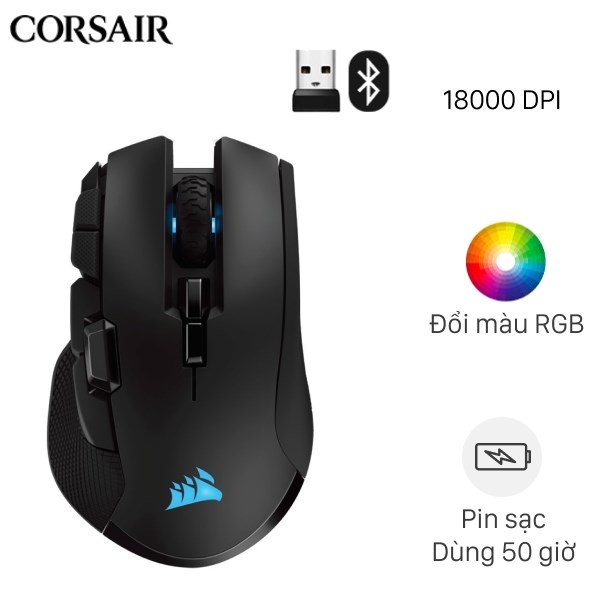 CORSAIR
18000 DPI
Đổi màu RGB
Pin sạc
Dùng 50 giờ